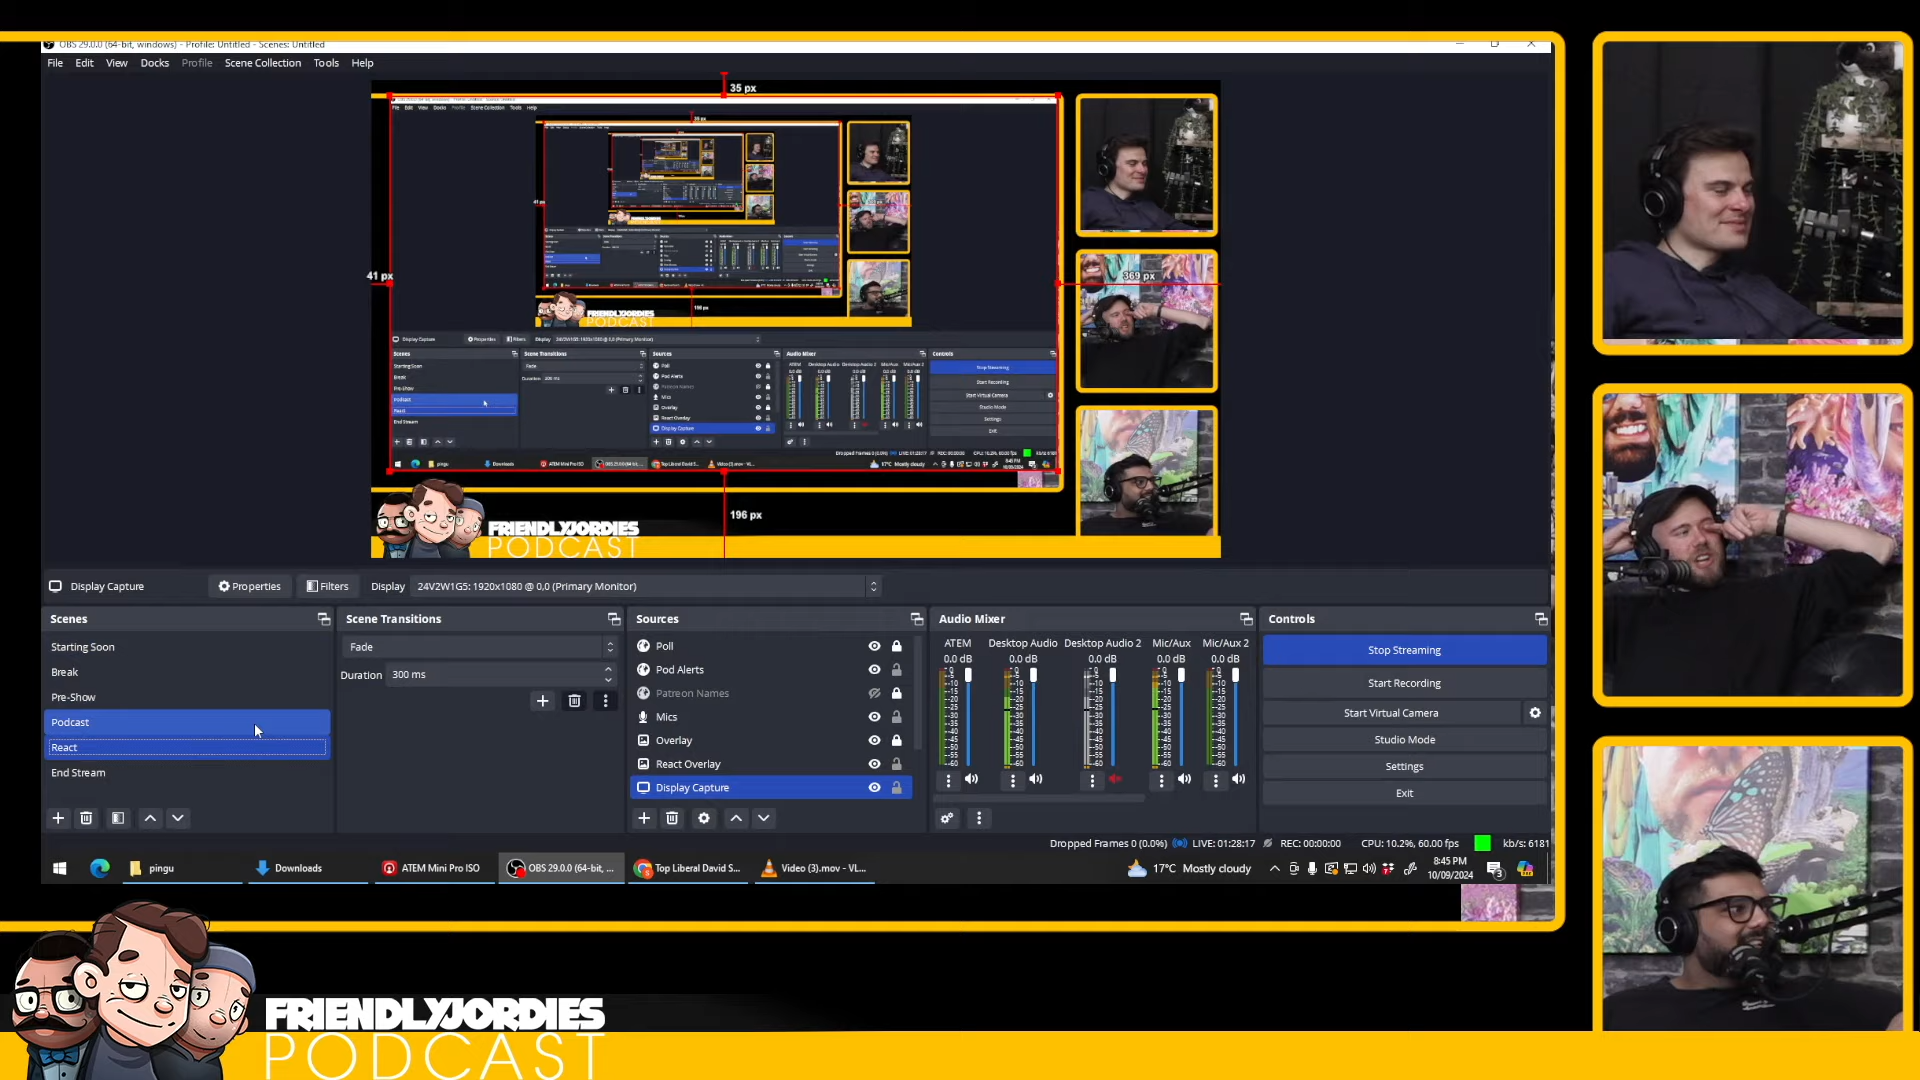 OBS 29.0.0 (64-bit, windows) - Profile: Untitled - Scenes: Untitled
File Edit View Docks Profile Scene Collection Tools Help
35 px
41 px
369 px
196 px
FRIENDLYJORDIES
PODCAST
Display Capture Properties Filters Display 24V2W1G5: 1920x1080 @ 0,0 (Primary Monitor)
Scenes
Starting Soon
Break
Pre-Show
Podcast
React
End Stream
Scene Transitions
Fade
Duration 300 ms
Sources
Poll
Pod Alerts
Patreon Names
Mics
Overlay
React Overlay
Display Capture
Audio Mixer
ATEM Desktop Audio Desktop Audio 2 Mic/Aux Mic/Aux 2
0.0 dB 0.0 dB 0.0 dB 0.0 dB 0.0 dB
Controls
Stop Streaming
Start Recording
Start Virtual Camera
Studio Mode
Settings
Exit
Dropped Frames 0 (0.0%) LIVE: 01:28:17 REC: 00:00:00 CPU: 10.2%, 60.00 fps kb/s: 6181
pingu Downloads ATEM Mini Pro ISO OBS 29.0.0 (64-bit, ... Top Liberal David S... Video (3).mov - VL... 17°C Mostly cloudy 8:45 PM
10/09/2024
3
FRIENDLYJORDIES
PODCAST